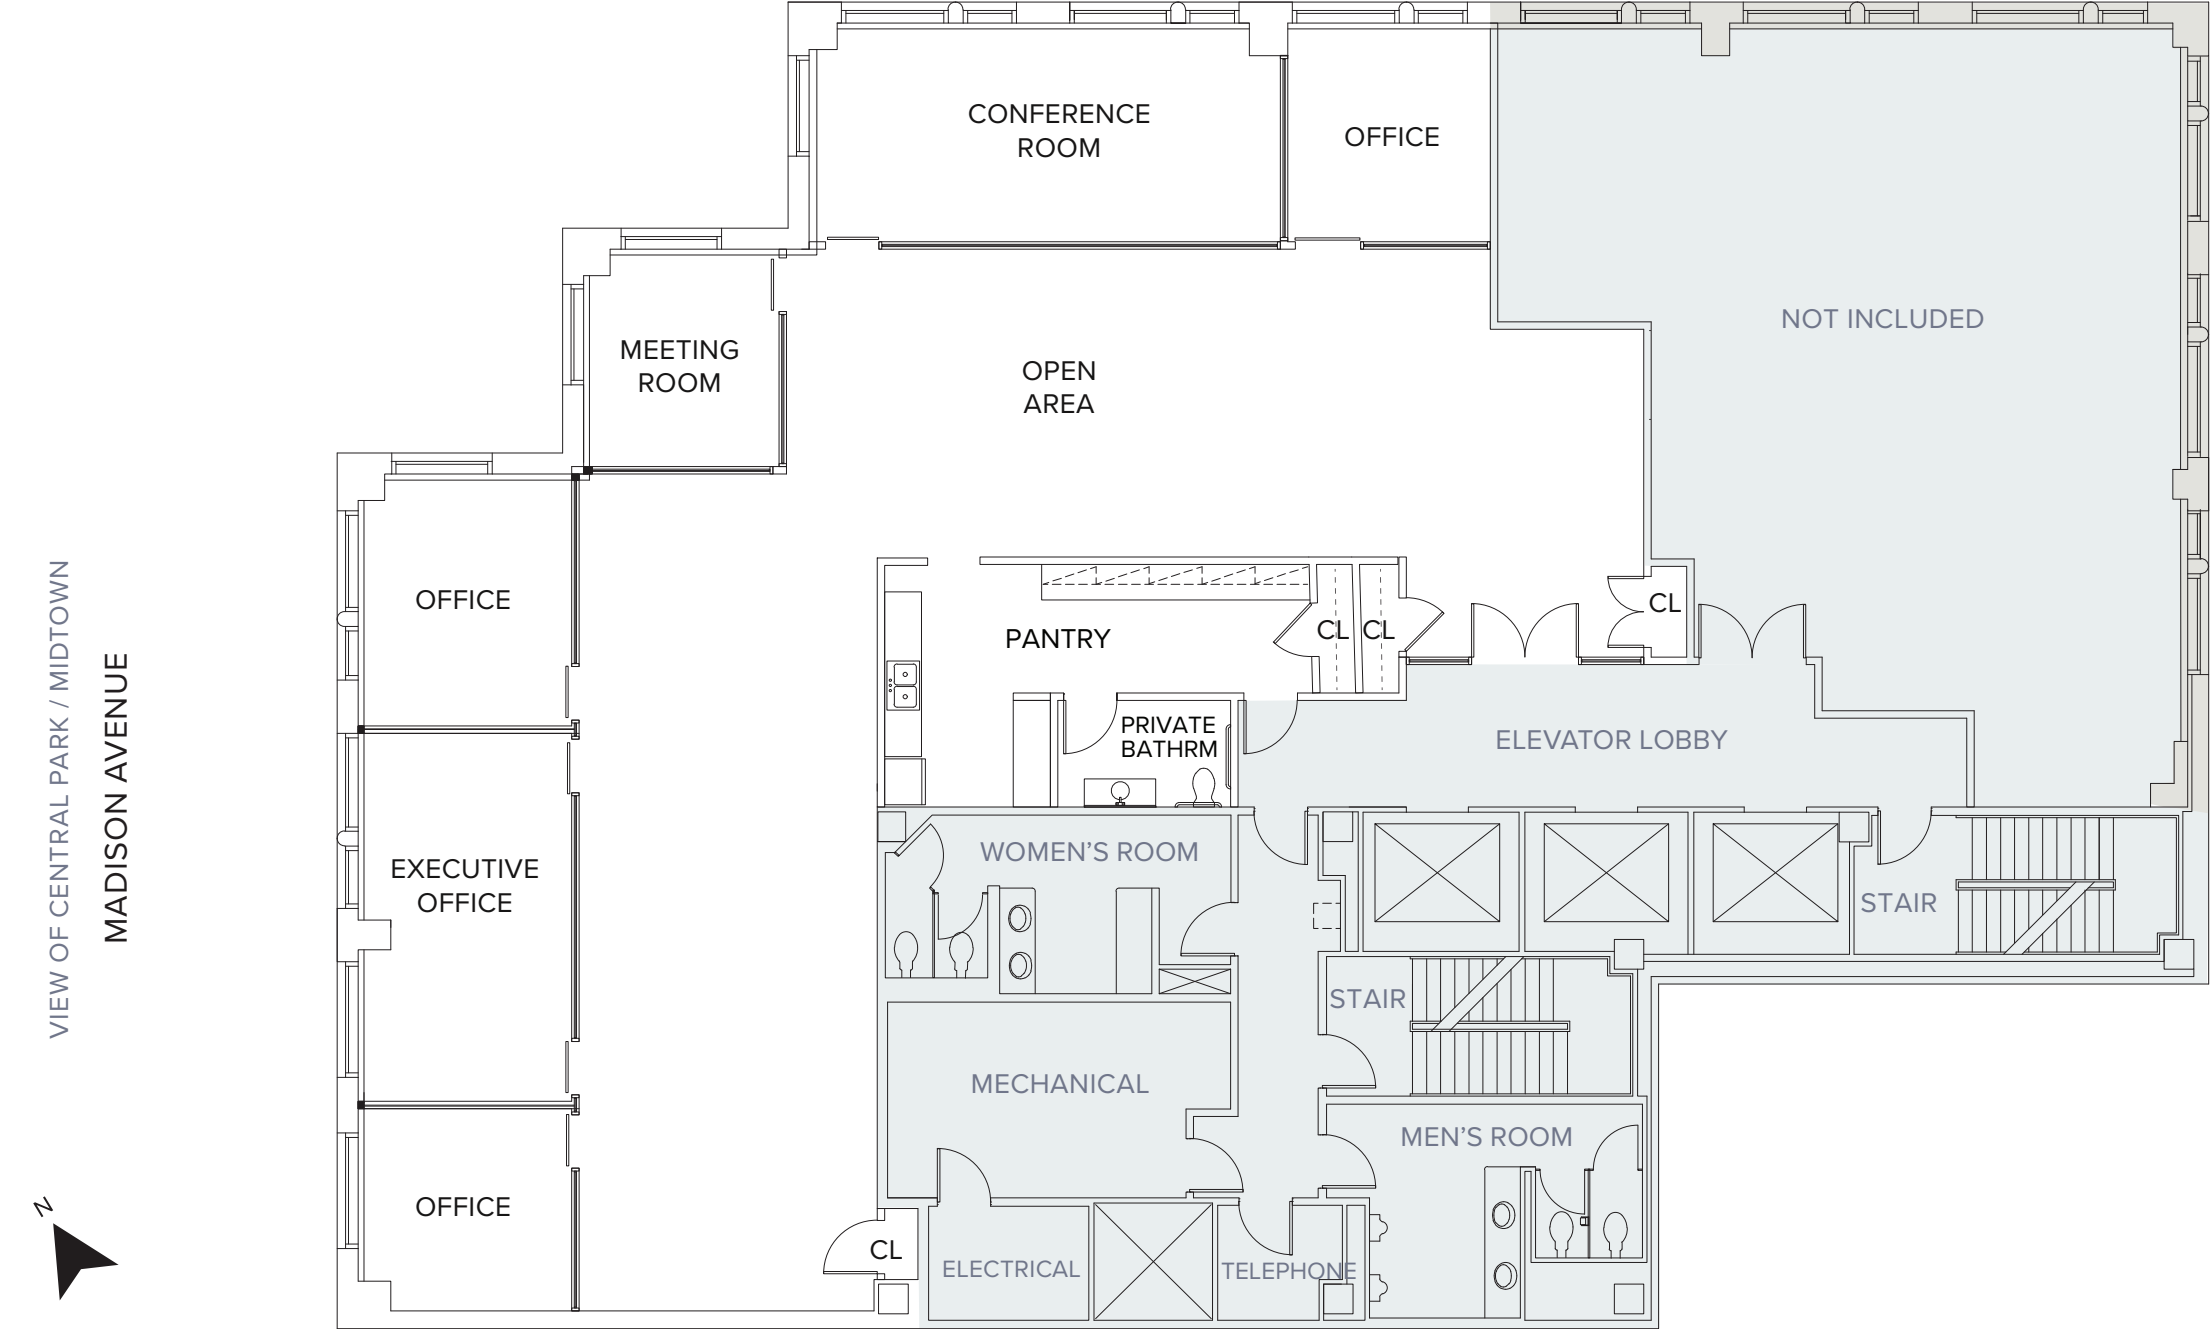 CONFERENCE
ROOM
OFFICE
NOT INCLUDED
MEETING
ROOM
OPEN
AREA
OFFICE
PANTRY
CL
CL
CL
PRIVATE
BATHRM
ELEVATOR LOBBY
VIEW OF CENTRAL PARK / MIDTOWN
MADISON AVENUE
EXECUTIVE
OFFICE
WOMEN'S ROOM
STAIR
STAIR
MECHANICAL
MEN'S ROOM
OFFICE
N
CL
ELECTRICAL
TELEPHONE